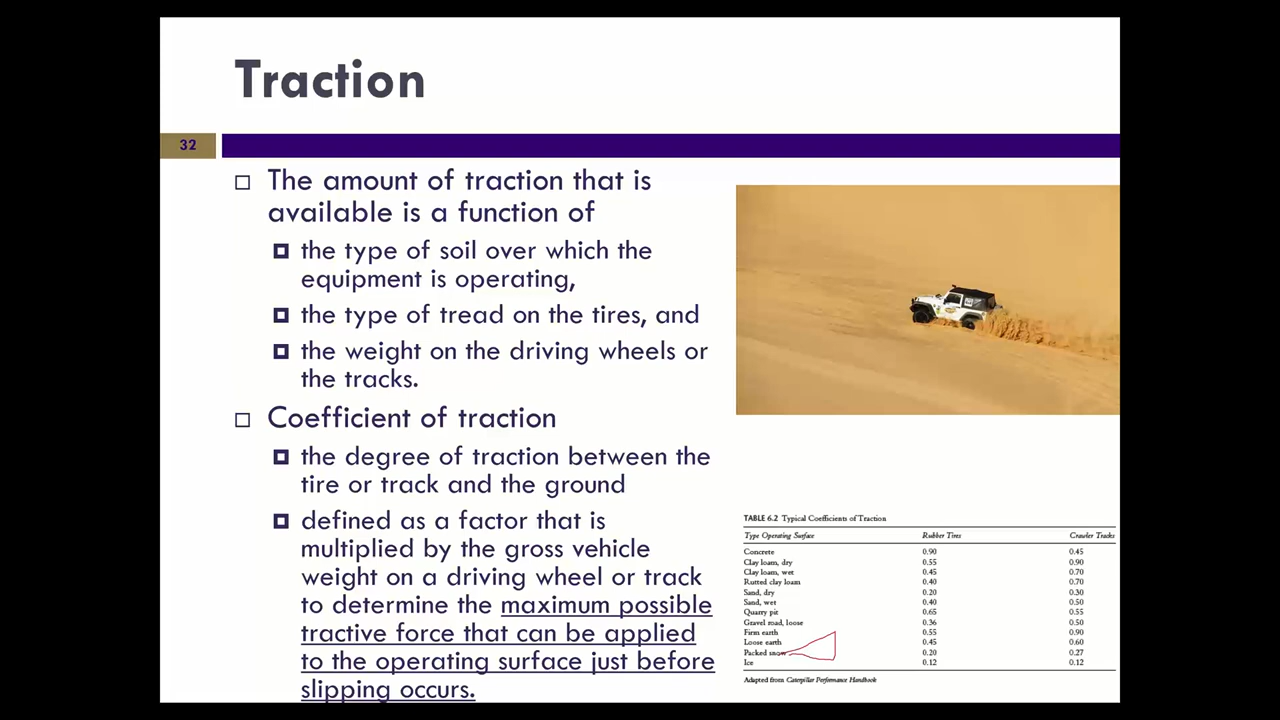 Traction
32
The amount of traction that is
available is a function of
the type of soil over which the
equipment is operating,
the type of tread on the tires, and
the weight on the driving wheels or
the tracks.
Coefficient of traction
the degree of traction between the
tire or track and the ground
defined as a factor that is
multiplied by the gross vehicle
weight on a driving wheel or track
to determine the maximum possible
tractive force that can be applied
to the operating surface just before
slipping occurs.
TABLE 6.2 Typical Coefficients of Traction
Type Operating Surface Rubber Tires Crawler Tracks
Concrete 0.90 0.45
Clay loam, dry 0.55 0.90
Clay loam, wet 0.45 0.70
Rutted clay loam 0.40 0.70
Sand, dry 0.20 0.30
Sand, wet 0.40 0.50
Quarry pit 0.65 0.55
Gravel road, loose 0.36 0.50
Firm earth 0.55 0.90
Loose earth 0.45 0.60
Packed snow 0.20 0.27
Ice 0.12 0.12
Adapted from Caterpillar Performance Handbook